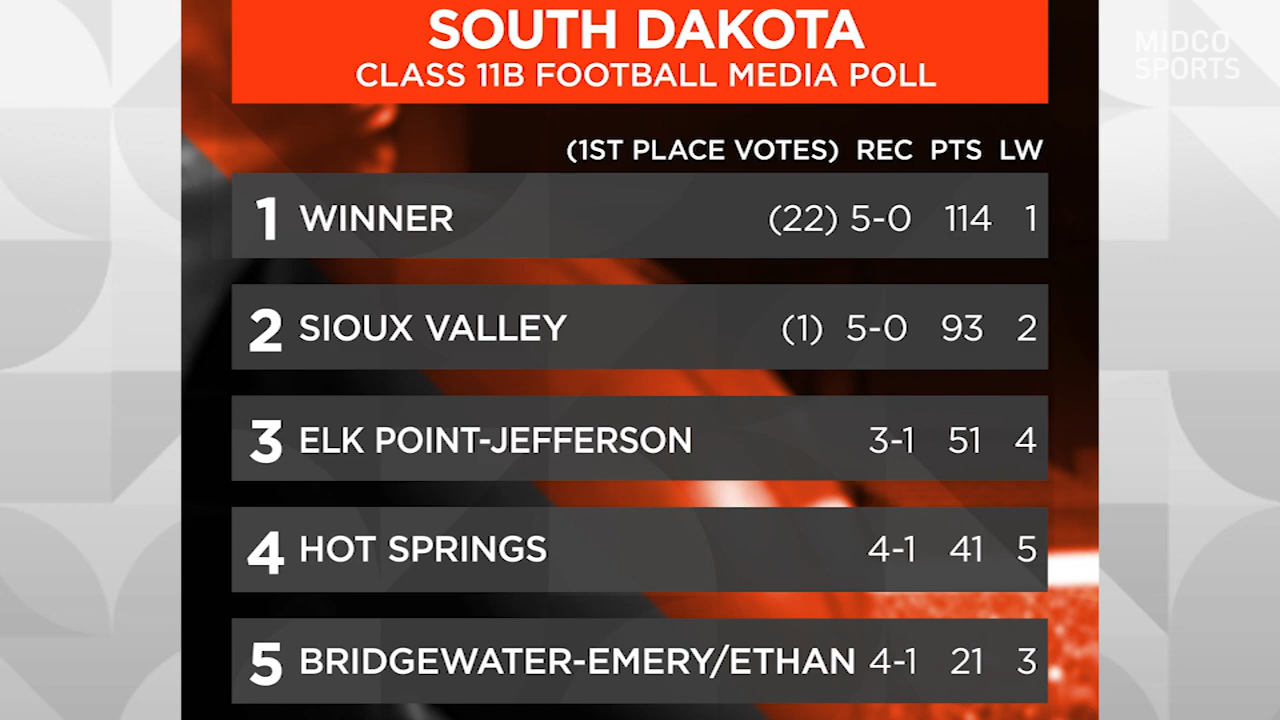 SOUTH DAKOTA
CLASS 11B FOOTBALL MEDIA POLL
MIDCO
SPORTS
(1ST PLACE VOTES) REC PTS LW
1 WINNER (22) 5-0 114 1
2 SIOUX VALLEY (1) 5-0 93 2
3 ELK POINT-JEFFERSON 3-1 51 4
4 HOT SPRINGS 4-1 41 5
5 BRIDGEWATER-EMERY/ETHAN 4-1 21 3